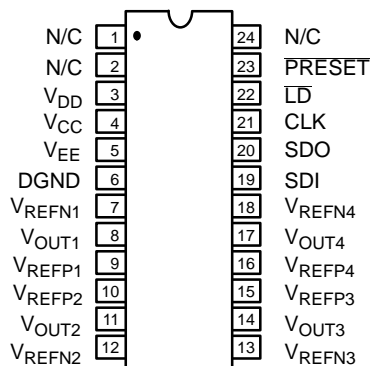 N/C 1 24 N/C
N/C 2 23 PRESET
VDD 3 22 LD
VCC 4 21 CLK
VEE 5 20 SDO
DGND 6 19 SDI
VREFN1 7 18 VREFN4
VOUT1 8 17 VOUT4
VREFP1 9 16 VREFP4
VREFP2 10 15 VREFP3
VOUT2 11 14 VOUT3
VREFN2 12 13 VREFN3